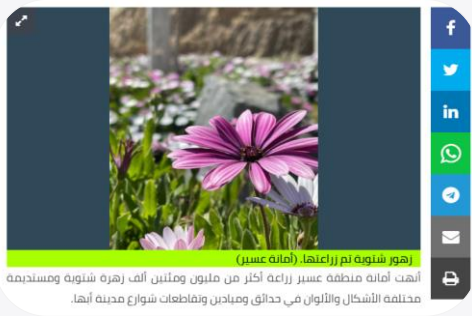 زهور شتوية تم زراعتها. (أمانة عسير)
أنهت أمانة منطقة عسير زراعة أكثر من مليون ومئتين ألف زهرة شتوية ومستديمة
مختلفة الأشكال والألوان في حدائق وميادين وتقاطعات شوارع مدينة أبها.